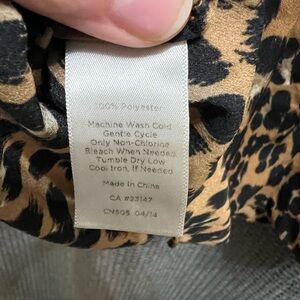 100% Polyester
Machine Wash Cold
Gentle Cycle
Only Non-Chlorine
Bleach When Needed
Tumble Dry Low
Cool Iron, If Needed
Made In China
CA #23147
CN505 04/14